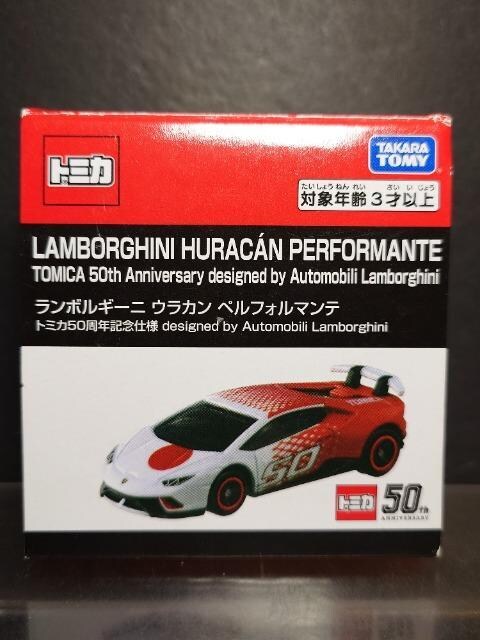 トミカ
TAKARA
TOMY
たいしょうねんれい さいいじょう
対象年齢3才以上
LAMBORGHINI HURACÁN PERFORMANTE
TOMICA 50th Anniversary designed by Automobili Lamborghini
ランボルギーニ ウラカン ペルフォルマンテ
トミカ50周年記念仕様 designed by Automobili Lamborghini
50
トミカ 50th
ANNIVERSARY